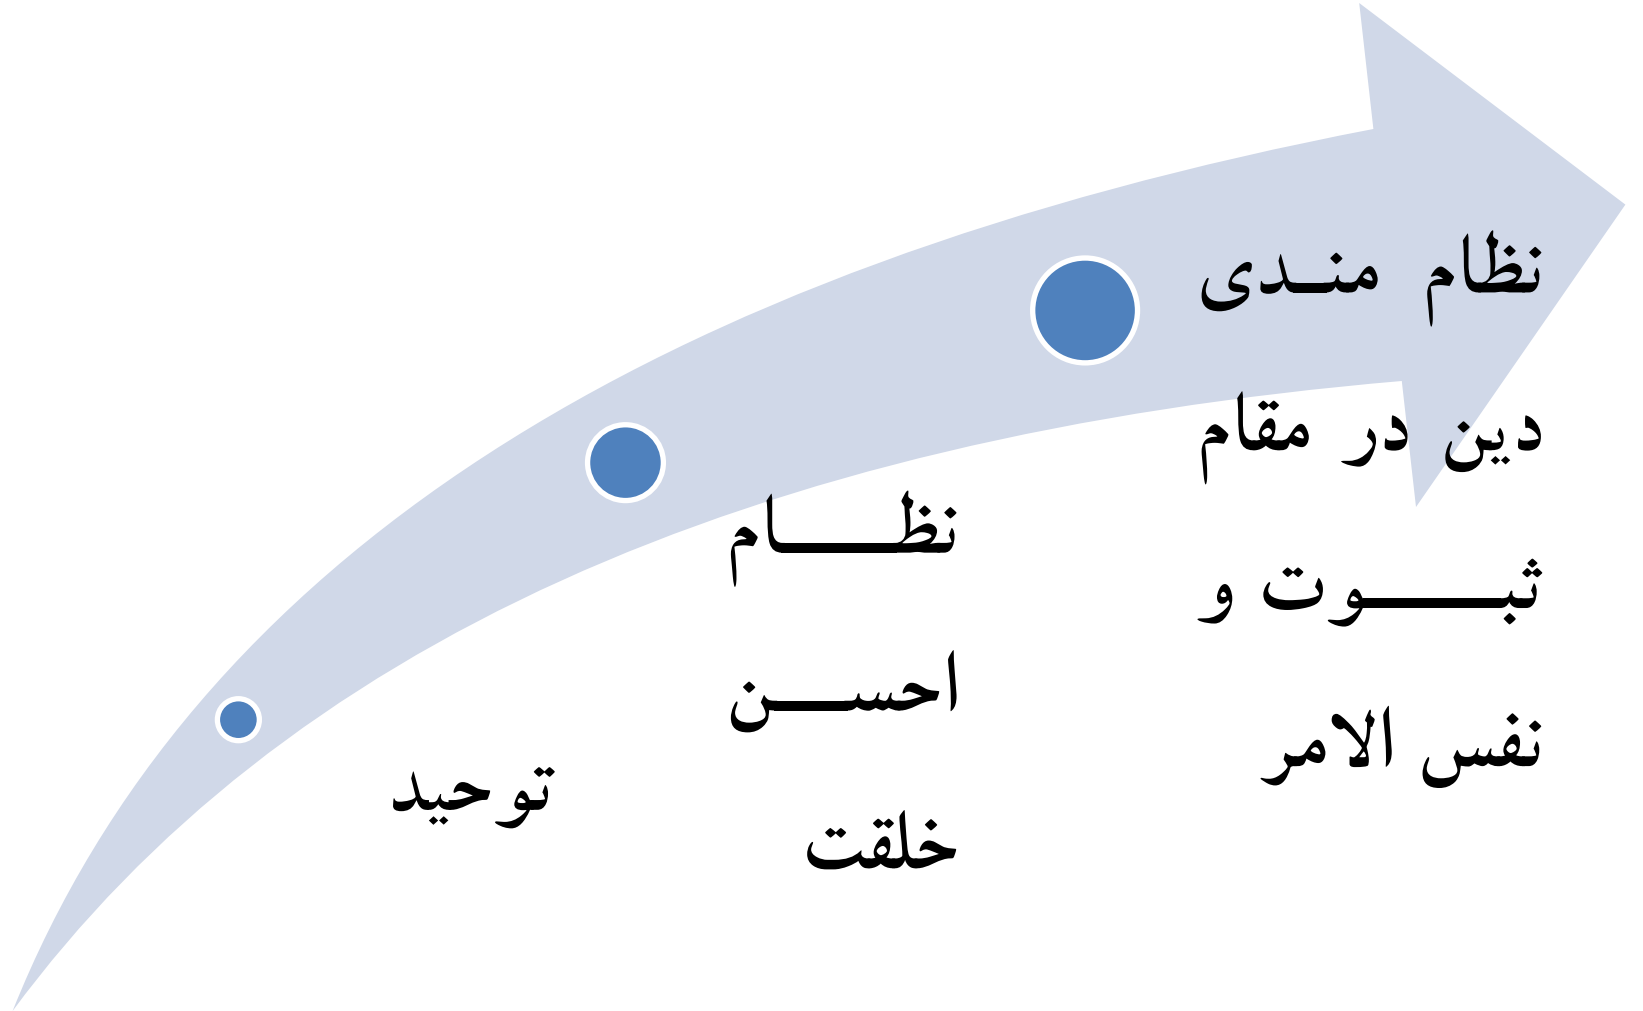 توحید
نظام
احسن
خلقت
نظام مندی
دین در مقام
ثبوت و
نفس الامر